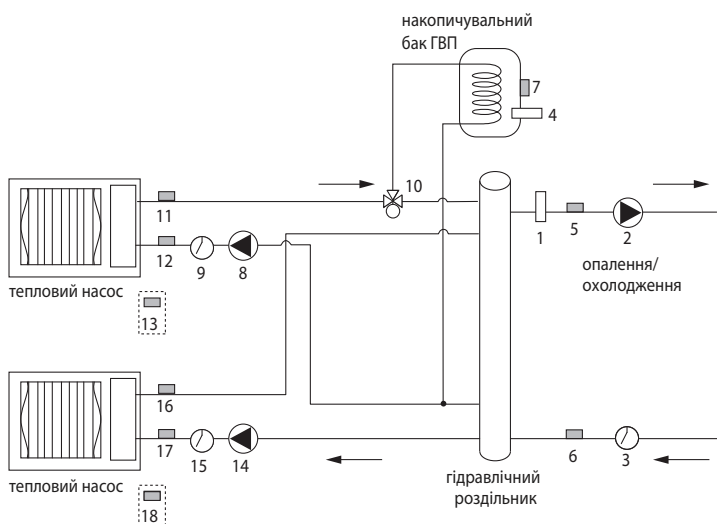 накопичувальний
бак ГВП
7
4
10
11
12
9
8
1
5
2
тепловий насос
опалення/
охолодження
13
16
17
15
14
6
3
тепловий насос
гідравлічний
роздільник
18